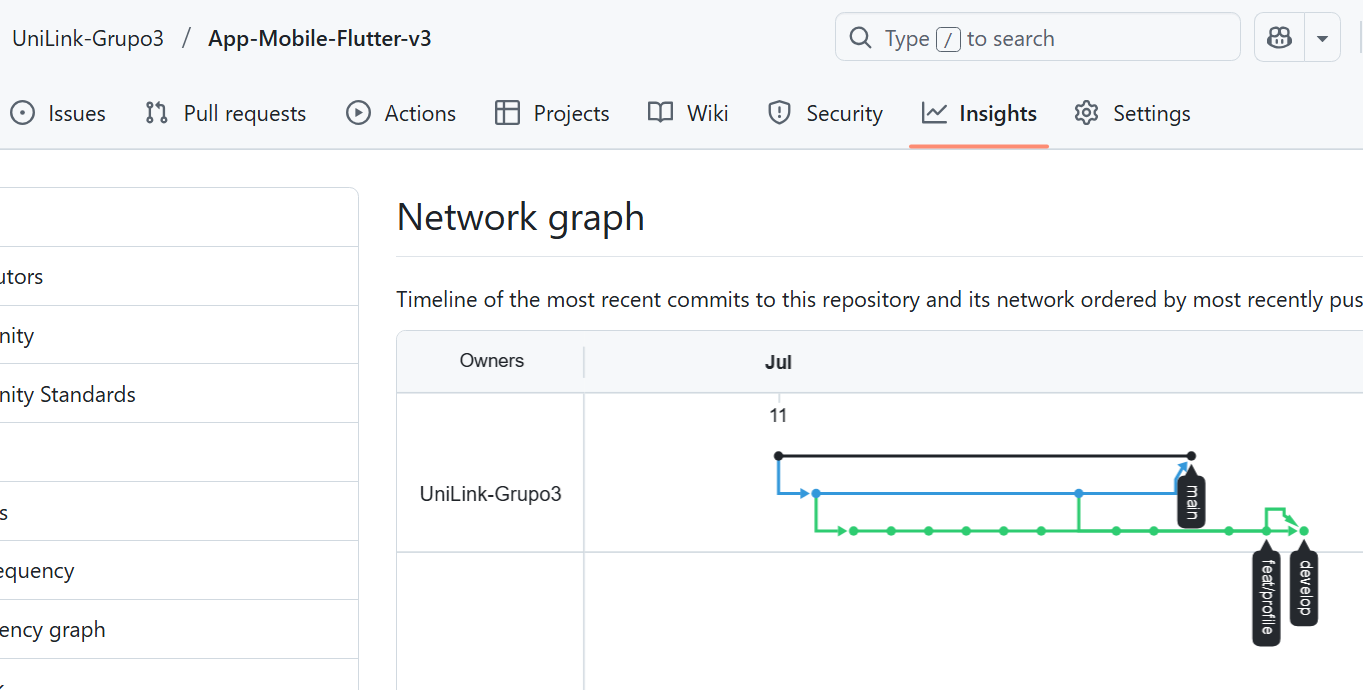 UniLink-Grupo3 / App-Mobile-Flutter-v3
Type / to search
Issues
Pull requests
Actions
Projects
Wiki
Security
Insights
Settings
utors
nity
nity Standards
s
equency
ency graph
Network graph
Timeline of the most recent commits to this repository and its network ordered by most recently pus
Owners
Jul
11
UniLink-Grupo3
main
feat/profile
develop